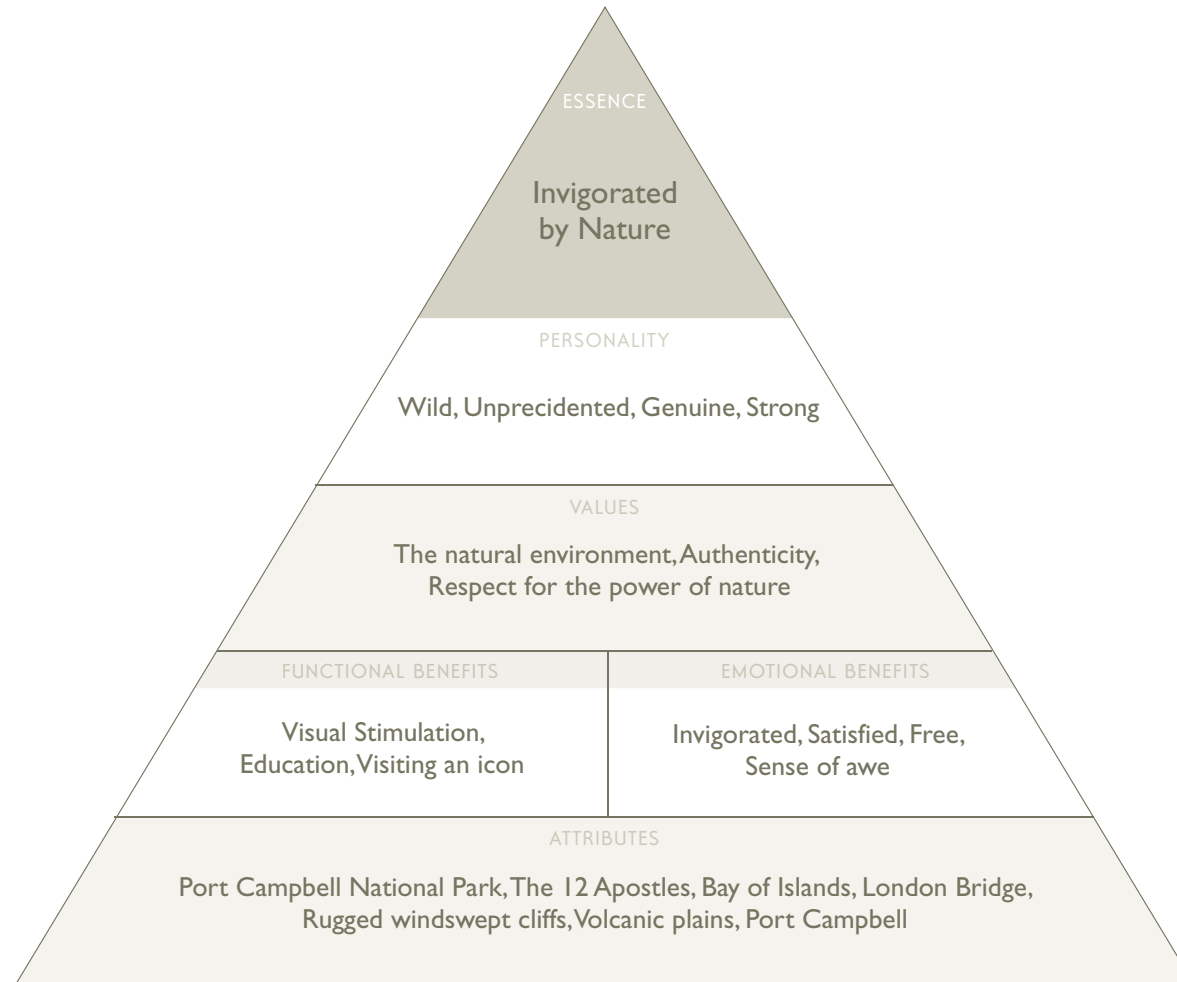 ESSENCE
Invigorated
by Nature
PERSONALITY
Wild, Unprecidented, Genuine, Strong
VALUES
The natural environment, Authenticity,
Respect for the power of nature
FUNCTIONAL BENEFITS
Visual Stimulation,
Education, Visiting an icon
EMOTIONAL BENEFITS
Invigorated, Satisfied, Free,
Sense of awe
ATTRIBUTES
Port Campbell National Park, The 12 Apostles, Bay of Islands, London Bridge,
Rugged windswept cliffs, Volcanic plains, Port Campbell